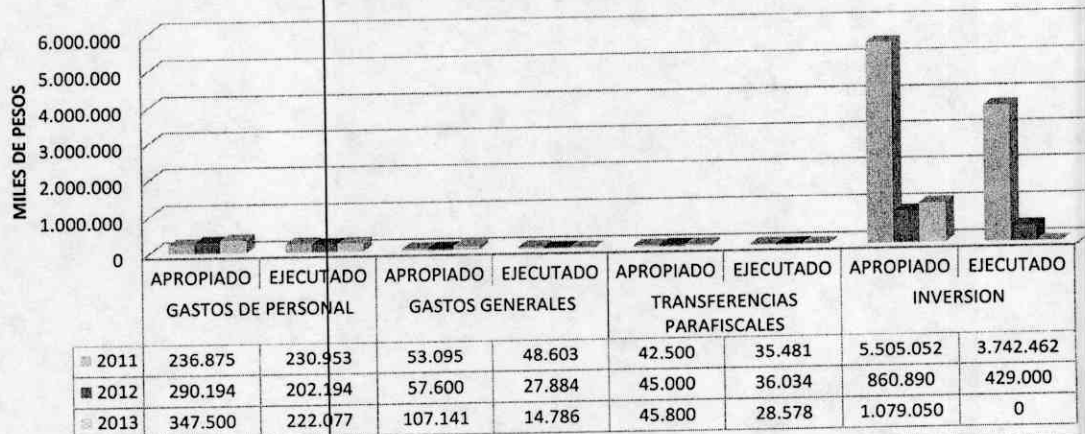 MILES DE PESOS
6.000.000
5.000.000
4.000.000
3.000.000
2.000.000
1.000.000
0
APROPIADO EJECUTADO APROPIADO EJECUTADO APROPIADO EJECUTADO APROPIADO EJECUTADO
GASTOS DE PERSONAL GASTOS GENERALES TRANSFERENCIAS PARAFISCALES INVERSION
2011 236.875 230.953 53.095 48.603 42.500 35.481 5.505.052 3.742.462
2012 290.194 202.194 57.600 27.884 45.000 36.034 860.890 429.000
2013 347.500 222.077 107.141 14.786 45.800 28.578 1.079.050 0